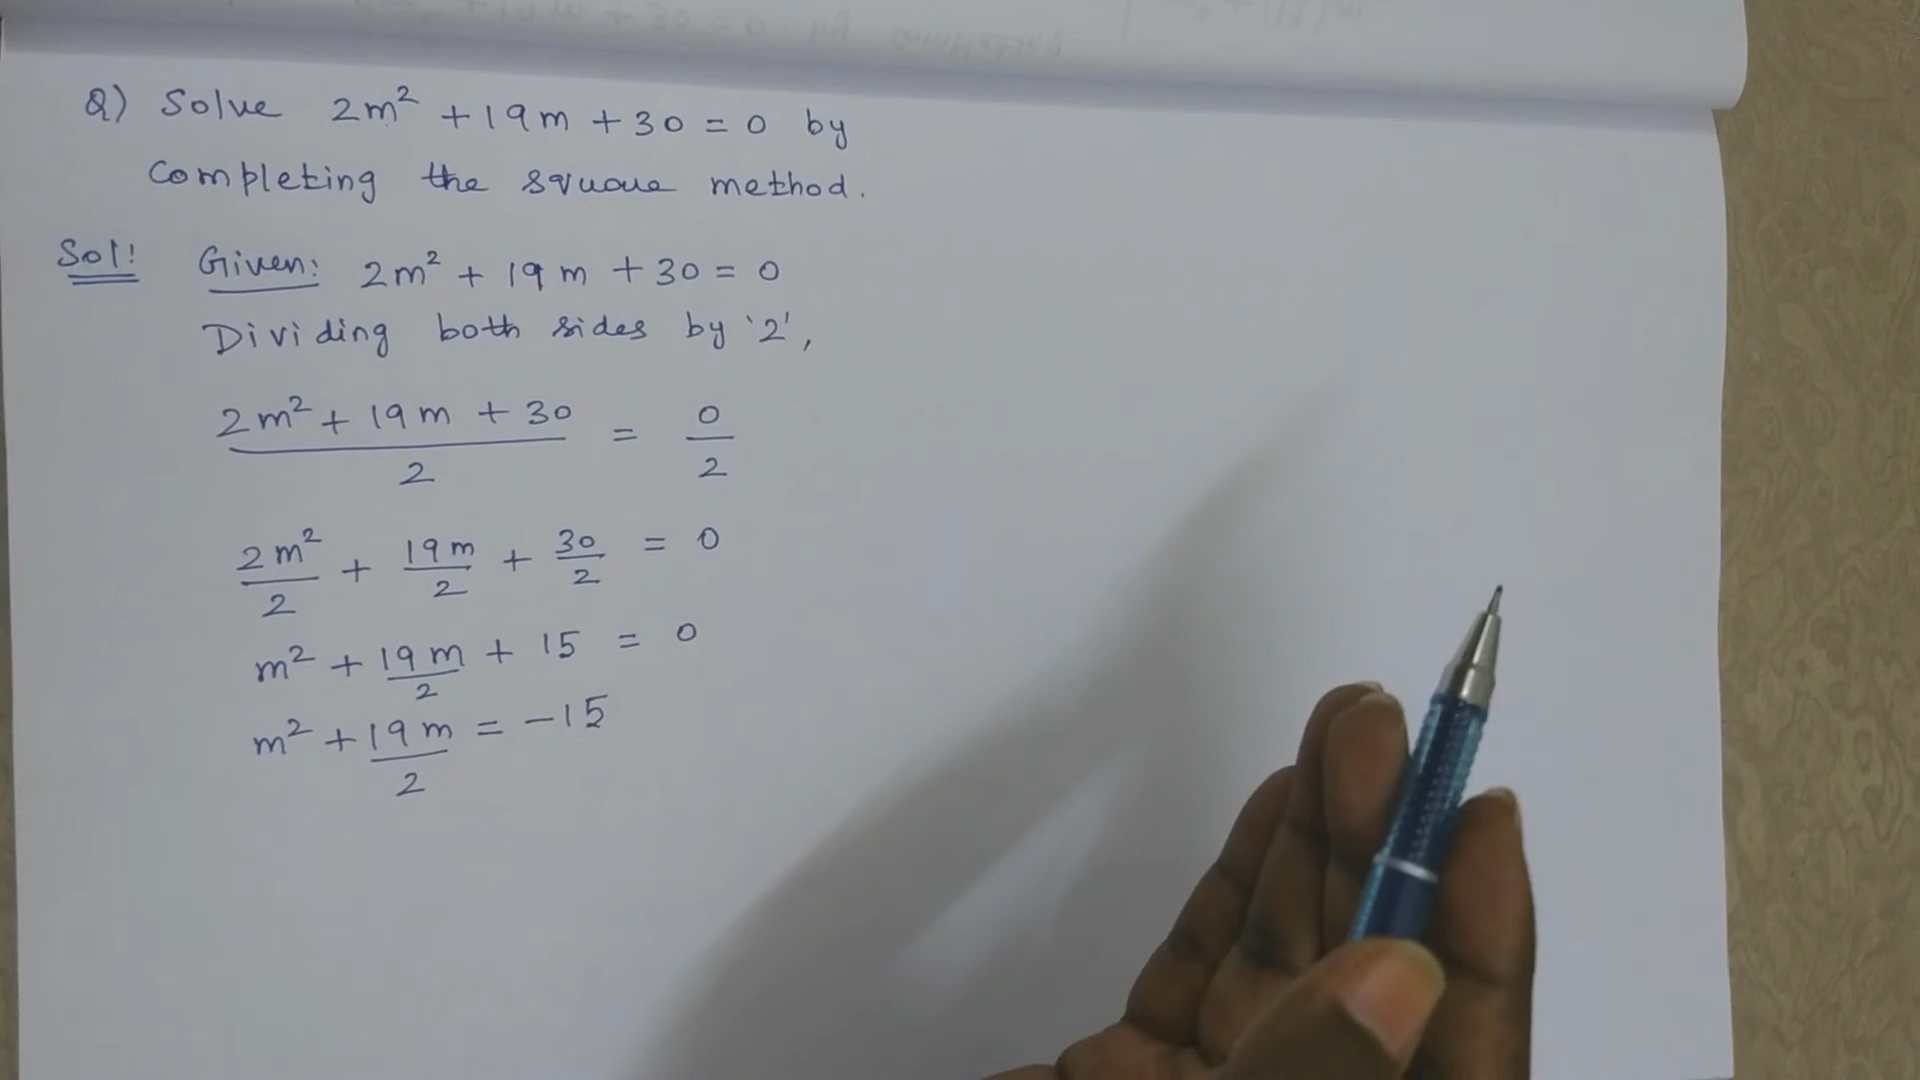 Q) Solve 2m² + 19m + 30 = 0 by
completing the square method.
Sol! Given: 2m² + 19m + 30 = 0
Dividing both sides by '2',
(2m² + 19m + 30)/2 = 0/2
2m²/2 + 19m/2 + 30/2 = 0
m² + 19m/2 + 15 = 0
m² + 19m/2 = -15